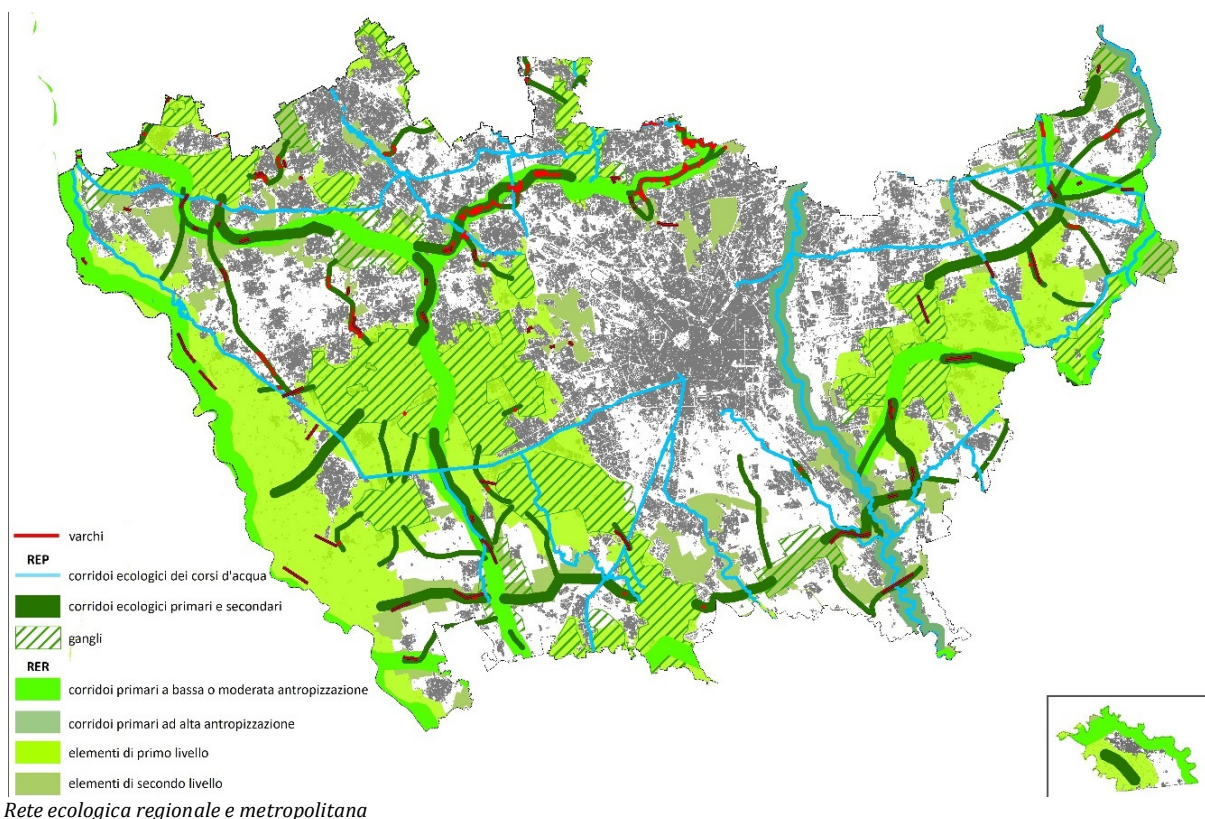 varchi
REP
corridoi ecologici dei corsi d'acqua
corridoi ecologici primari e secondari
gangli
RER
corridoi primari a bassa o moderata antropizzazione
corridoi primari ad alta antropizzazione
elementi di primo livello
elementi di secondo livello
Rete ecologica regionale e metropolitana